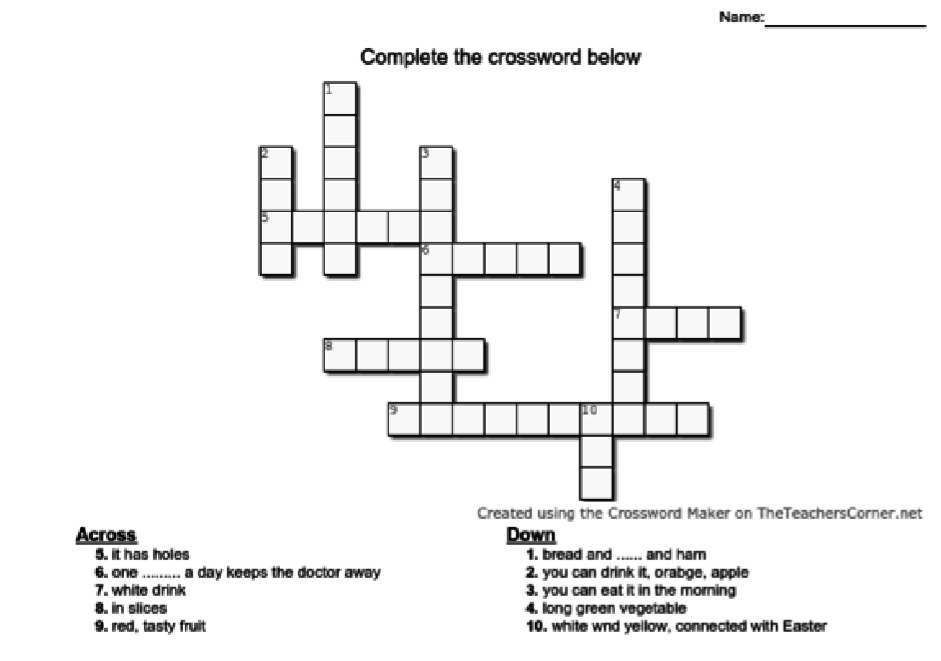 Name:
Complete the crossword below
1
2
3
4
5
6
7
8
9
10
Created using the Crossword Maker on TheTeachersCorner.net
Across
5. it has holes
6. one ......... a day keeps the doctor away
7. white drink
8. in slices
9. red, tasty fruit
Down
1. bread and ...... and ham
2. you can drink it, orabge, apple
3. you can eat it in the morning
4. long green vegetable
10. white wnd yellow, connected with Easter